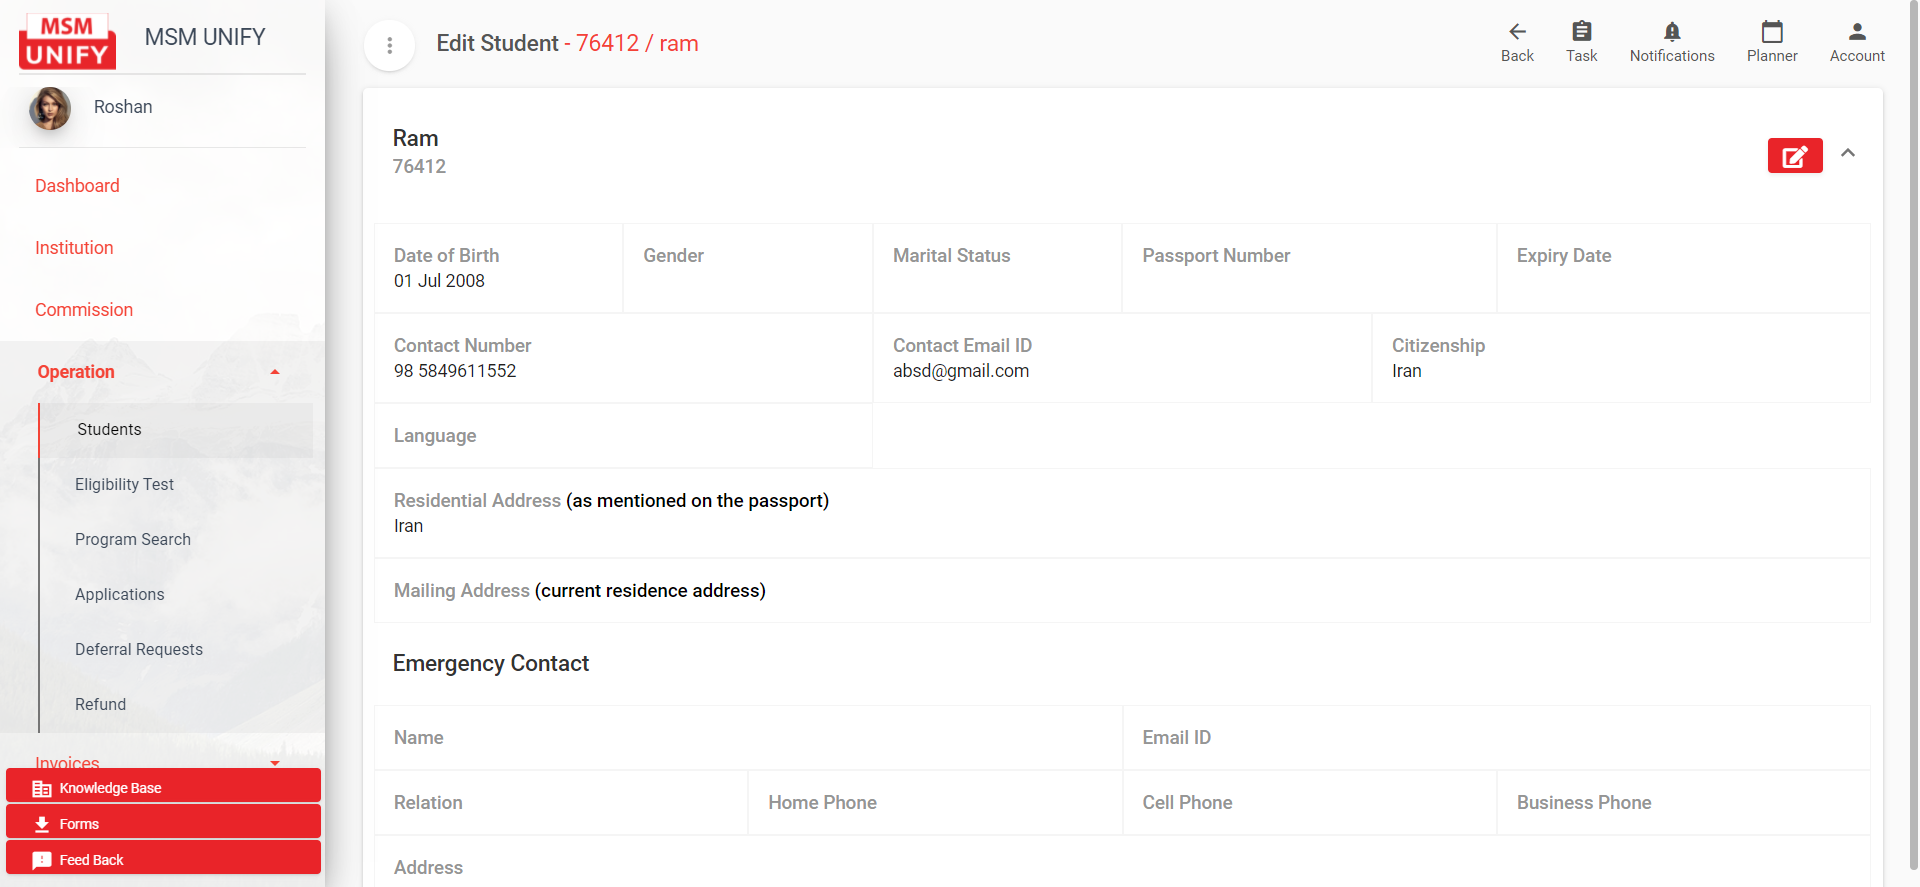 MSM
UNIFY
MSM UNIFY
Roshan
Dashboard
Institution
Commission
Operation
Students
Eligibility Test
Program Search
Applications
Deferral Requests
Refund
Invoices
Knowledge Base
Forms
Feed Back
Edit Student - 76412 / ram
Back
Task
Notifications
Planner
Account
Ram
76412
Date of Birth
01 Jul 2008
Gender
Marital Status
Passport Number
Expiry Date
Contact Number
98 5849611552
Contact Email ID
absd@gmail.com
Citizenship
Iran
Language
Residential Address (as mentioned on the passport)
Iran
Mailing Address (current residence address)
Emergency Contact
Name
Email ID
Relation
Home Phone
Cell Phone
Business Phone
Address